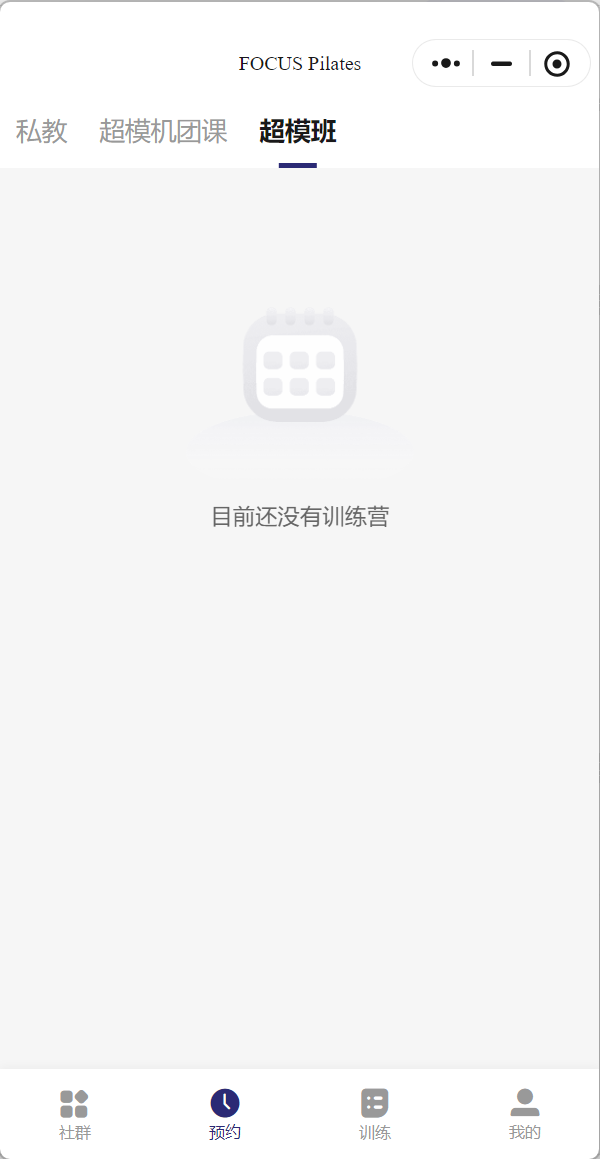 FOCUS Pilates
私教 超模机团课 超模班
目前还没有训练营
社群 预约 训练 我的